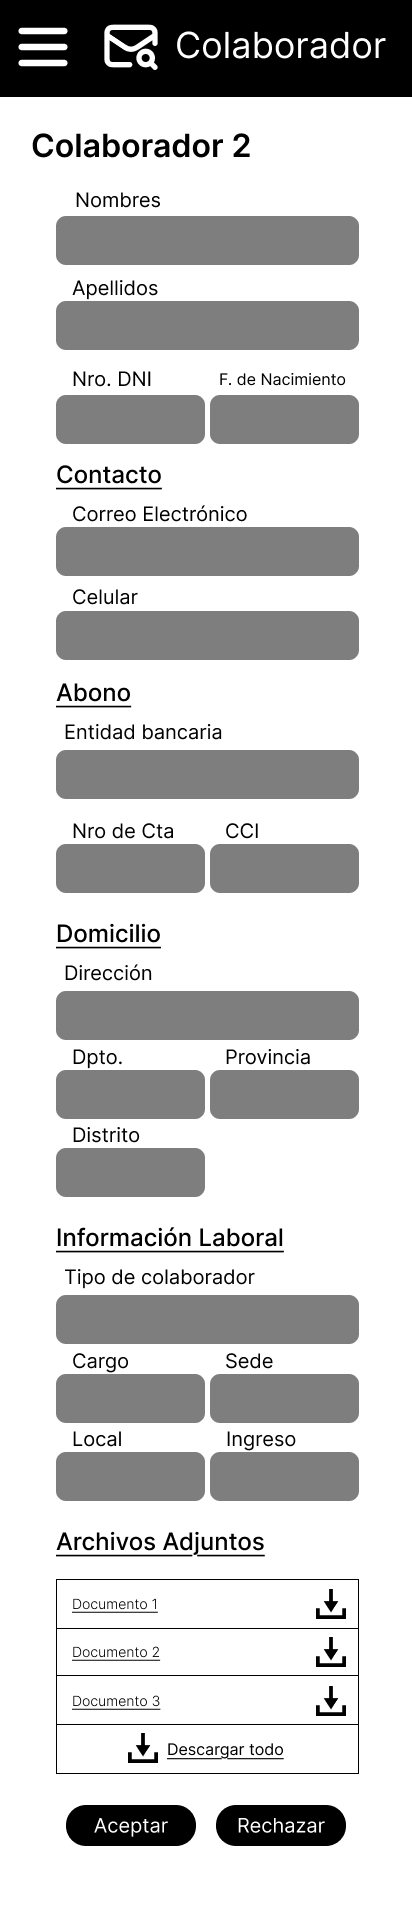 Colaborador
Colaborador 2
Nombres
Apellidos
Nro. DNI
F. de Nacimiento
Contacto
Correo Electrónico
Celular
Abono
Entidad bancaria
Nro de Cta
CCI
Domicilio
Dirección
Dpto.
Provincia
Distrito
Información Laboral
Tipo de colaborador
Cargo
Sede
Local
Ingreso
Archivos Adjuntos
Documento 1
Documento 2
Documento 3
Descargar todo
Aceptar
Rechazar